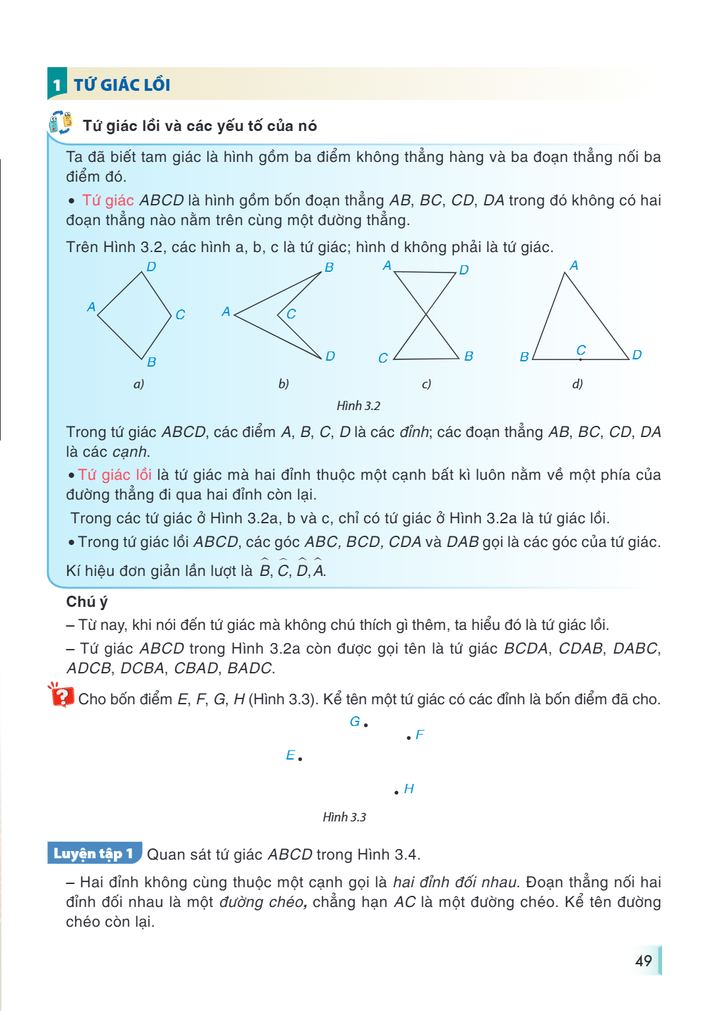 1 TỨ GIÁC LỒI
Tứ giác lồi và các yếu tố của nó
Ta đã biết tam giác là hình gồm ba điểm không thẳng hàng và ba đoạn thẳng nối ba
điểm đó.
• Tứ giác ABCD là hình gồm bốn đoạn thẳng AB, BC, CD, DA trong đó không có hai
đoạn thẳng nào nằm trên cùng một đường thẳng.
Trên Hình 3.2, các hình a, b, c là tứ giác; hình d không phải là tứ giác.
D B A D A
A C A C
B D C B B C D
a) b) c) d)
Hình 3.2
Trong tứ giác ABCD, các điểm A, B, C, D là các đỉnh; các đoạn thẳng AB, BC, CD, DA
là các cạnh.
• Tứ giác lồi là tứ giác mà hai đỉnh thuộc một cạnh bất kì luôn nằm về một phía của
đường thẳng đi qua hai đỉnh còn lại.
Trong các tứ giác ở Hình 3.2a, b và c, chỉ có tứ giác ở Hình 3.2a là tứ giác lồi.
• Trong tứ giác lồi ABCD, các góc ABC, BCD, CDA và DAB gọi là các góc của tứ giác.
Kí hiệu đơn giản lần lượt là B̂, Ĉ, D̂, Â.
Chú ý
– Từ nay, khi nói đến tứ giác mà không chú thích gì thêm, ta hiểu đó là tứ giác lồi.
– Tứ giác ABCD trong Hình 3.2a còn được gọi tên là tứ giác BCDA, CDAB, DABC,
ADCB, DCBA, CBAD, BADC.
? Cho bốn điểm E, F, G, H (Hình 3.3). Kể tên một tứ giác có các đỉnh là bốn điểm đã cho.
G
F
E
H
Hình 3.3
Luyện tập 1 Quan sát tứ giác ABCD trong Hình 3.4.
– Hai đỉnh không cùng thuộc một cạnh gọi là hai đỉnh đối nhau. Đoạn thẳng nối hai
đỉnh đối nhau là một đường chéo, chẳng hạn AC là một đường chéo. Kể tên đường
chéo còn lại.
49